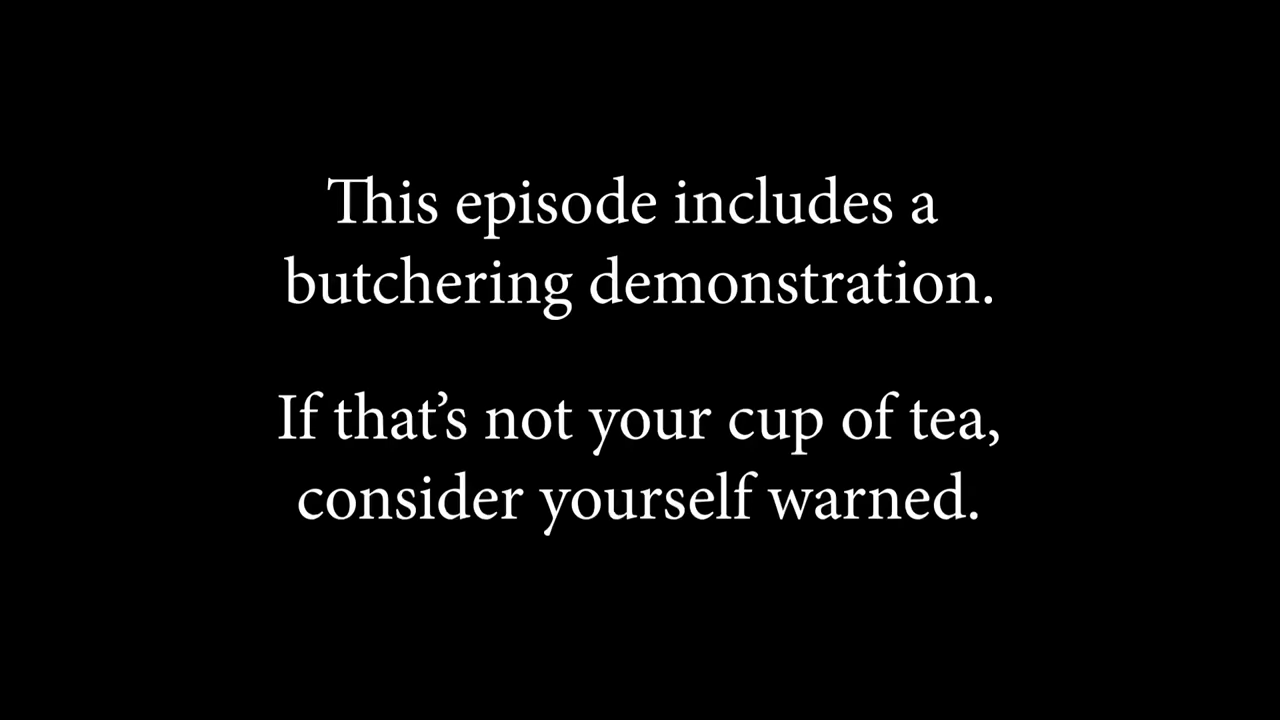 This episode includes a
butchering demonstration.
If that’s not your cup of tea,
consider yourself warned.